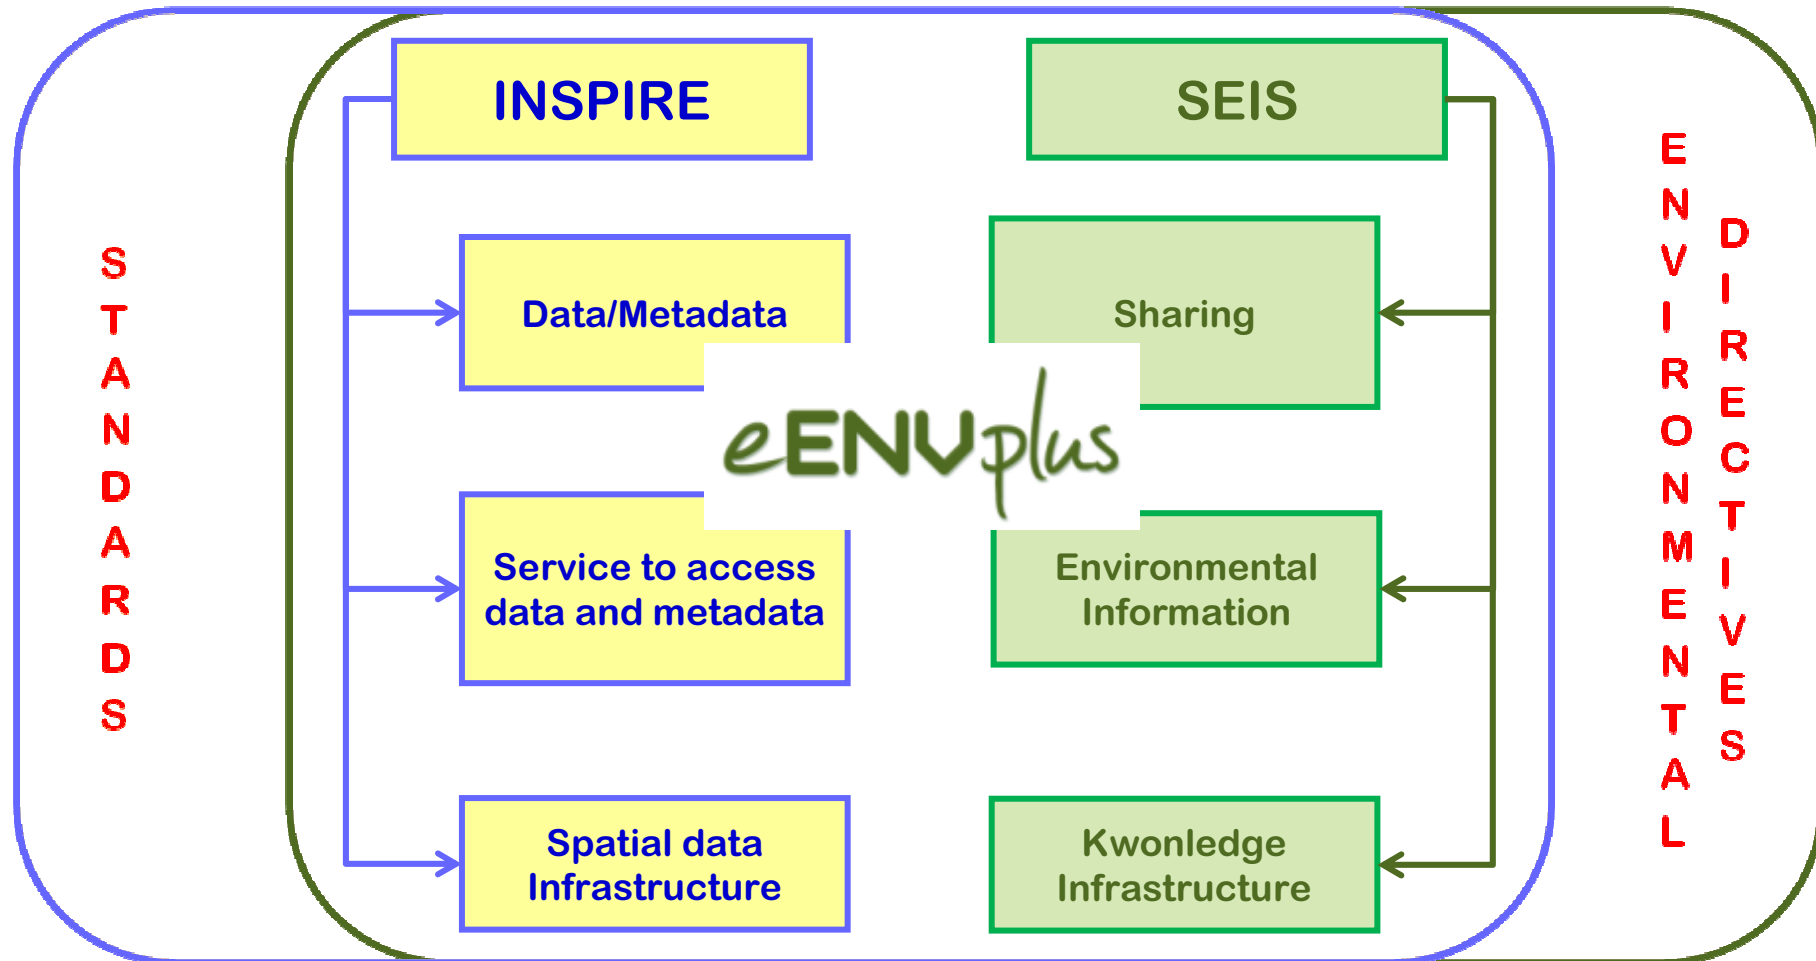 INSPIRE
SEIS
STANDARDS
ENVIRONMENTAL
DIRECTIVES
Data/Metadata
Sharing
eENVplus
Service to access
data and metadata
Environmental
Information
Spatial data
Infrastructure
Kwonledge
Infrastructure